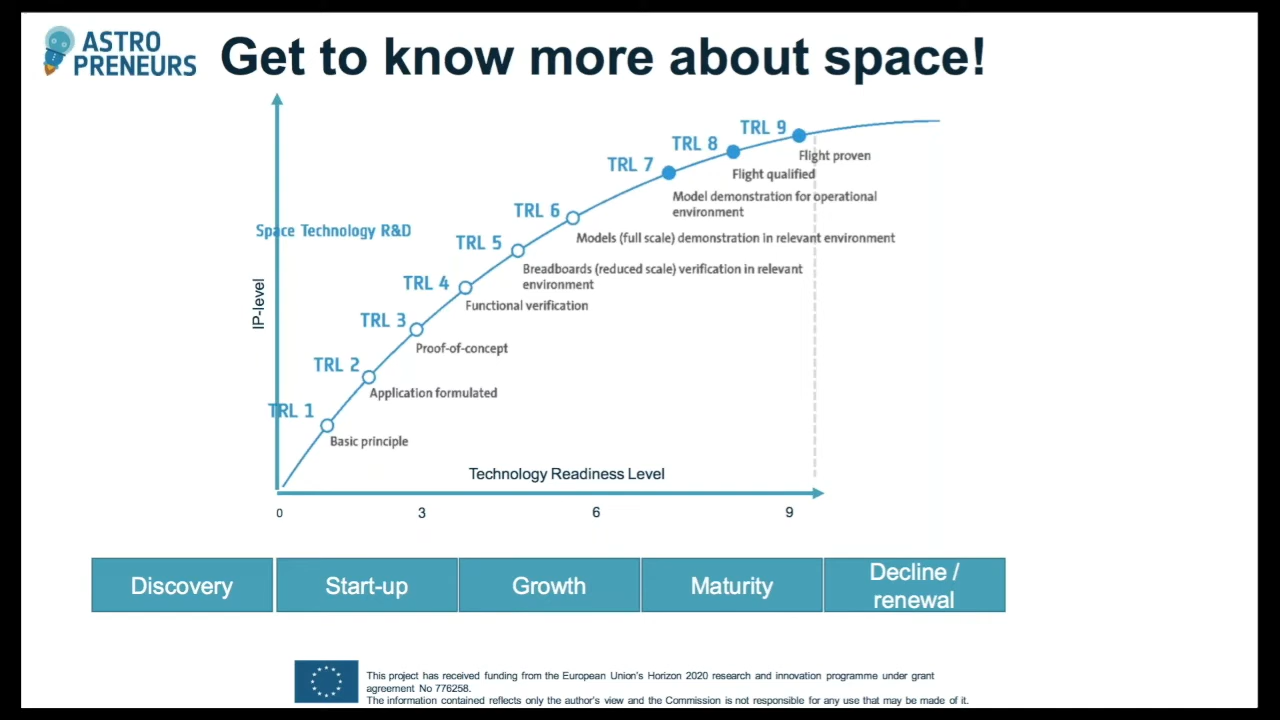 ASTRO
PRENEURS
Get to know more about space!
TRL 9
Flight proven
TRL 8
Flight qualified
TRL 7
Model demonstration for operational
environment
TRL 6
Models (full scale) demonstration in relevant environment
Space Technology R&D
TRL 5
Breadboards (reduced scale) verification in relevant
environment
TRL 4
Functional verification
IP-level
TRL 3
Proof-of-concept
TRL 2
Application formulated
TRL 1
Basic principle
Technology Readiness Level
0 3 6 9
Discovery
Start-up
Growth
Maturity
Decline /
renewal
This project has received funding from the European Union's Horizon 2020 research and innovation programme under grant
agreement No 776258.
The information contained reflects only the author's view and the Commission is not responsible for any use that may be made of it.